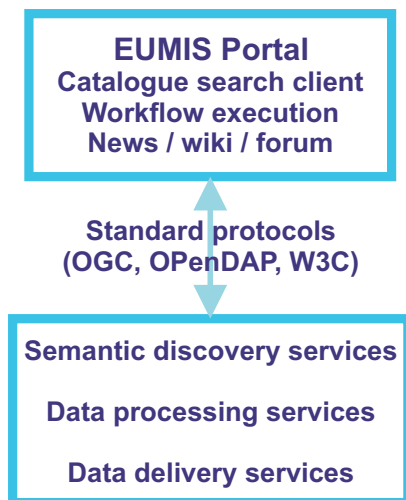 EUMIS Portal
Catalogue search client
Workflow execution
News / wiki / forum
Standard protocols
(OGC, OPenDAP, W3C)
Semantic discovery services
Data processing services
Data delivery services